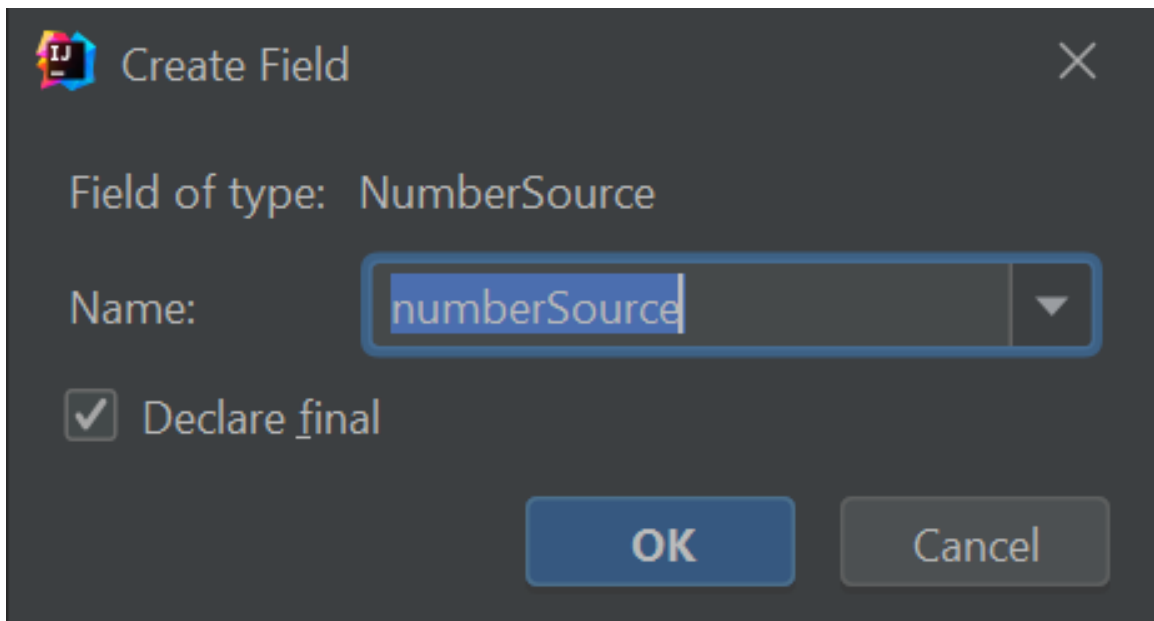 IJ
Create Field
Field of type: NumberSource
Name: numberSource
Declare final
OK Cancel